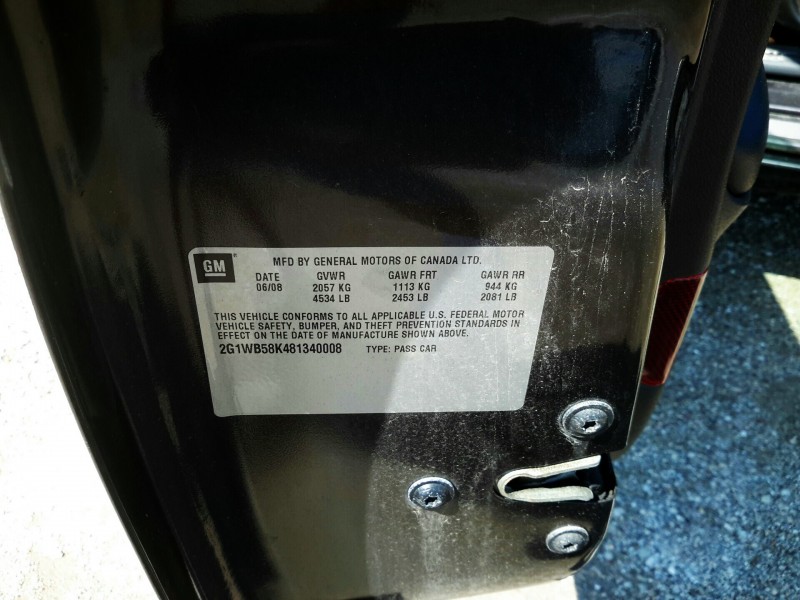 GM MFD BY GENERAL MOTORS OF CANADA LTD.
DATE GVWR GAWR FRT GAWR RR
06/08 2057 KG 1113 KG 944 KG
4534 LB 2453 LB 2081 LB
THIS VEHICLE CONFORMS TO ALL APPLICABLE U.S. FEDERAL MOTOR
VEHICLE SAFETY, BUMPER, AND THEFT PREVENTION STANDARDS IN
EFFECT ON THE DATE OF MANUFACTURE SHOWN ABOVE.
2G1WB58K481340008 TYPE: PASS CAR